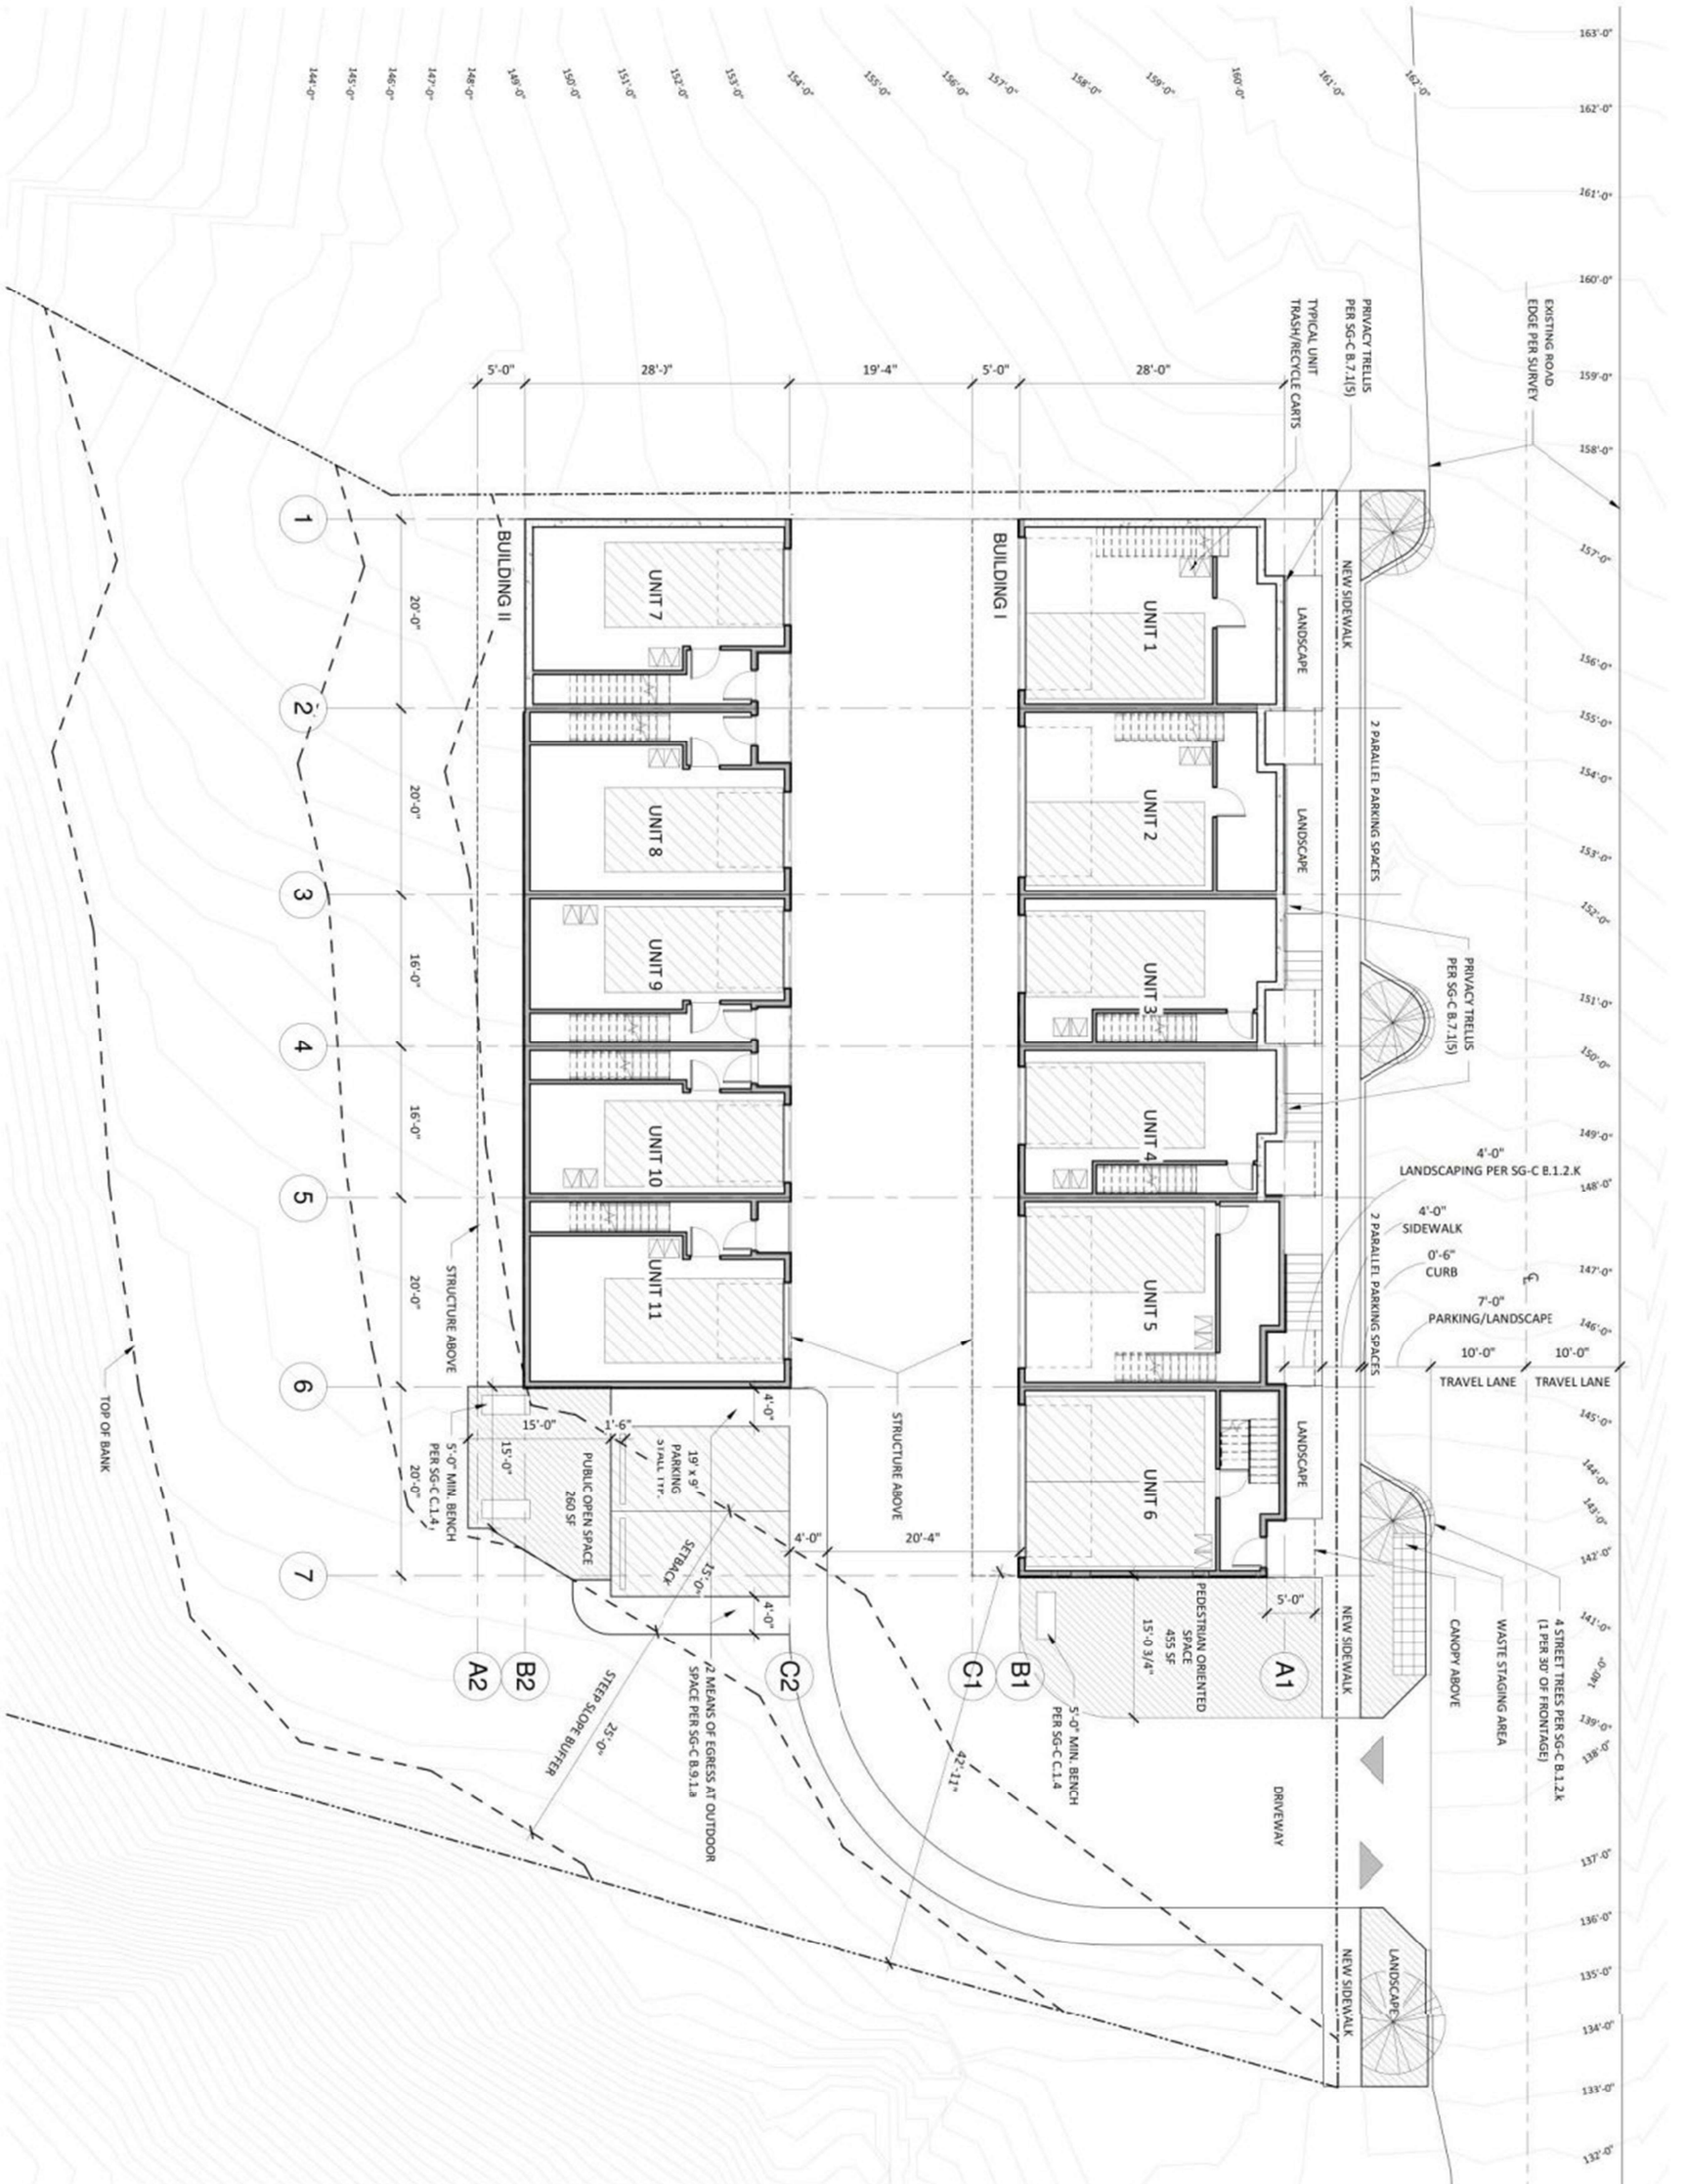 163'-0"
162'-0"
161'-0"
160'-0"
159'-0"
158'-0"
157'-0"
156'-0"
155'-0"
154'-0"
153'-0"
152'-0"
151'-0"
150'-0"
149'-0"
148'-0"
147'-0"
146'-0"
145'-0"
144'-0"
143'-0"
142'-0"
141'-0"
139'-0"
138'-0"
137'-0"
136'-0"
135'-0"
134'-0"
133'-0"
132'-0"
144'-0"
145'-0"
146'-0"
147'-0"
148'-0"
149'-0"
150'-0"
151'-0"
152'-0"
153'-0"
154'-0"
155'-0"
156'-0"
157'-0"
158'-0"
159'-0"
160'-0"
161'-0"
162'-0"
EXISTING ROAD
EDGE PER SURVEY
PRIVACY TRELLIS
PER SG-C B.7.1(5)
TYPICAL UNIT
TRASH/RECYCLE CARTS
5'-0"
19'-4"
5'-0"
28'-0"
NEW SIDEWALK
LANDSCAPE
LANDSCAPE
2 PARALLEL PARKING SPACES
PRIVACY TRELLIS
PER SG-C B.7.1(5)
4'-0"
LANDSCAPING PER SG-C B.1.2.K
4'-0"
SIDEWALK
0'-6"
CURB
7'-0"
PARKING/LANDSCAPE
10'-0"
10'-0"
TRAVEL LANE
TRAVEL LANE
2 PARALLEL PARKING SPACES
LANDSCAPE
BUILDING I
UNIT 1
UNIT 2
UNIT 3
UNIT 4
UNIT 5
UNIT 6
BUILDING II
UNIT 7
UNIT 8
UNIT 9
UNIT 10
UNIT 11
1
2
3
4
5
6
7
20'-0"
20'-0"
16'-0"
16'-0"
20'-0"
20'-0"
STRUCTURE ABOVE
STRUCTURE ABOVE
TOP OF BANK
5'-0" MIN. BENCH
PER SG-C C.1.4
15'-0"
15'-0"
1'-6"
4'-0"
PUBLIC OPEN SPACE
260 SF
19' x 9'
PARKING
STALL TYP.
15'-0"
SETBACK
4'-0"
4'-0"
20'-4"
A2
B2
C2
C1
B1
A1
2 MEANS OF EGRESS AT OUTDOOR
SPACE PER SG-C B.9.1.a
25'-0"
STEEP SLOPE BUFFER
42'-11"
PEDESTRIAN ORIENTED
SPACE
455 SF
15'-0 3/4"
5'-0"
5'-0" MIN. BENCH
PER SG-C C.1.4
NEW SIDEWALK
CANOPY ABOVE
WASTE STAGING AREA
4 STREET TREES PER SG-C B.1.2.k
(1 PER 30' OF FRONTAGE)
DRIVEWAY
NEW SIDEWALK
LANDSCAPE